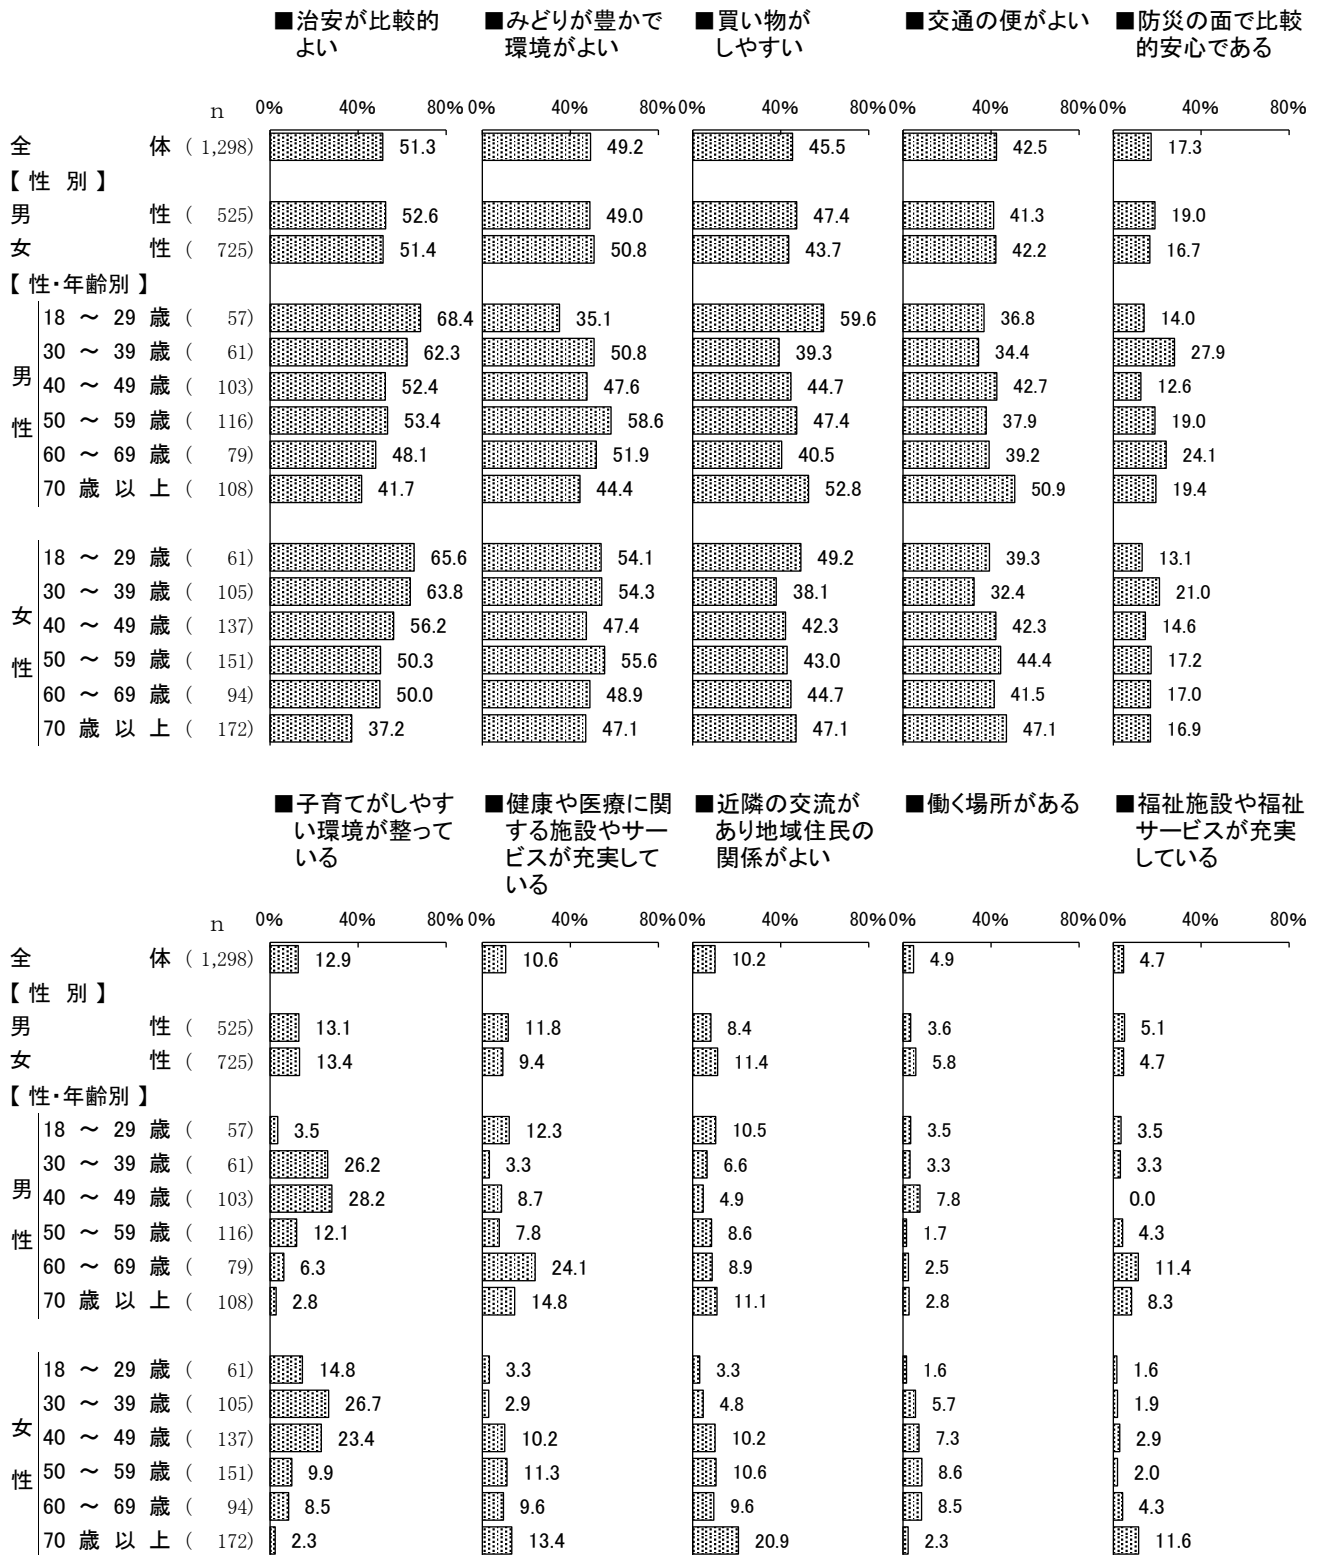 ■治安が比較的 ■みどりが豊かで ■買い物が ■交通の便がよい ■防災の面で比較
よい 環境がよい しやすい 的安心である
n 0% 40% 80% 0% 40% 80% 0% 40% 80% 0% 40% 80% 0% 40% 80%
全 体 ( 1,298) 51.3 49.2 45.5 42.5 17.3
【 性 別 】
男 性 ( 525) 52.6 49.0 47.4 41.3 19.0
女 性 ( 725) 51.4 50.8 43.7 42.2 16.7
【 性・年齢別 】
男性
18 ～ 29 歳 ( 57) 68.4 35.1 59.6 36.8 14.0
30 ～ 39 歳 ( 61) 62.3 50.8 39.3 34.4 27.9
40 ～ 49 歳 ( 103) 52.4 47.6 44.7 42.7 12.6
50 ～ 59 歳 ( 116) 53.4 58.6 47.4 37.9 19.0
60 ～ 69 歳 ( 79) 48.1 51.9 40.5 39.2 24.1
70 歳 以 上 ( 108) 41.7 44.4 52.8 50.9 19.4
女性
18 ～ 29 歳 ( 61) 65.6 54.1 49.2 39.3 13.1
30 ～ 39 歳 ( 105) 63.8 54.3 38.1 32.4 21.0
40 ～ 49 歳 ( 137) 56.2 47.4 42.3 42.3 14.6
50 ～ 59 歳 ( 151) 50.3 55.6 43.0 44.4 17.2
60 ～ 69 歳 ( 94) 50.0 48.9 44.7 41.5 17.0
70 歳 以 上 ( 172) 37.2 47.1 47.1 47.1 16.9
■子育てがしやす ■健康や医療に関 ■近隣の交流が ■働く場所がある ■福祉施設や福祉
い環境が整って する施設やサー あり地域住民の サービスが充実
いる ビスが充実して 関係がよい している
いる
n 0% 40% 80% 0% 40% 80% 0% 40% 80% 0% 40% 80% 0% 40% 80%
全 体 ( 1,298) 12.9 10.6 10.2 4.9 4.7
【 性 別 】
男 性 ( 525) 13.1 11.8 8.4 3.6 5.1
女 性 ( 725) 13.4 9.4 11.4 5.8 4.7
【 性・年齢別 】
男性
18 ～ 29 歳 ( 57) 3.5 12.3 10.5 3.5 3.5
30 ～ 39 歳 ( 61) 26.2 3.3 6.6 3.3 3.3
40 ～ 49 歳 ( 103) 28.2 8.7 4.9 7.8 0.0
50 ～ 59 歳 ( 116) 12.1 7.8 8.6 1.7 4.3
60 ～ 69 歳 ( 79) 6.3 24.1 8.9 2.5 11.4
70 歳 以 上 ( 108) 2.8 14.8 11.1 2.8 8.3
女性
18 ～ 29 歳 ( 61) 14.8 3.3 3.3 1.6 1.6
30 ～ 39 歳 ( 105) 26.7 2.9 4.8 5.7 1.9
40 ～ 49 歳 ( 137) 23.4 10.2 10.2 7.3 2.9
50 ～ 59 歳 ( 151) 9.9 11.3 10.6 8.6 2.0
60 ～ 69 歳 ( 94) 8.5 9.6 9.6 8.5 4.3
70 歳 以 上 ( 172) 2.3 13.4 20.9 2.3 11.6